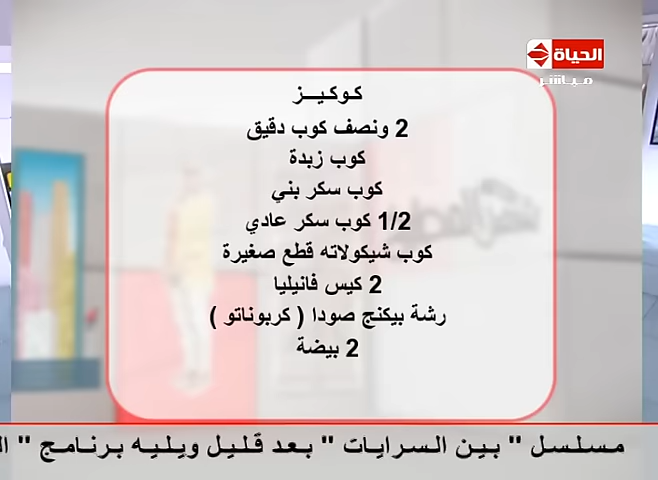 الحياة
مباشر
كوكيـز
2 ونصف كوب دقيق
كوب زبدة
كوب سكر بني
1/2 كوب سكر عادي
كوب شيكولاته قطع صغيرة
2 كيس فانيليا
رشة بيكنج صودا ( كربوناتو )
2 بيضة
مسلسل " بين السرايات " بعد قليل ويليه برنامج "